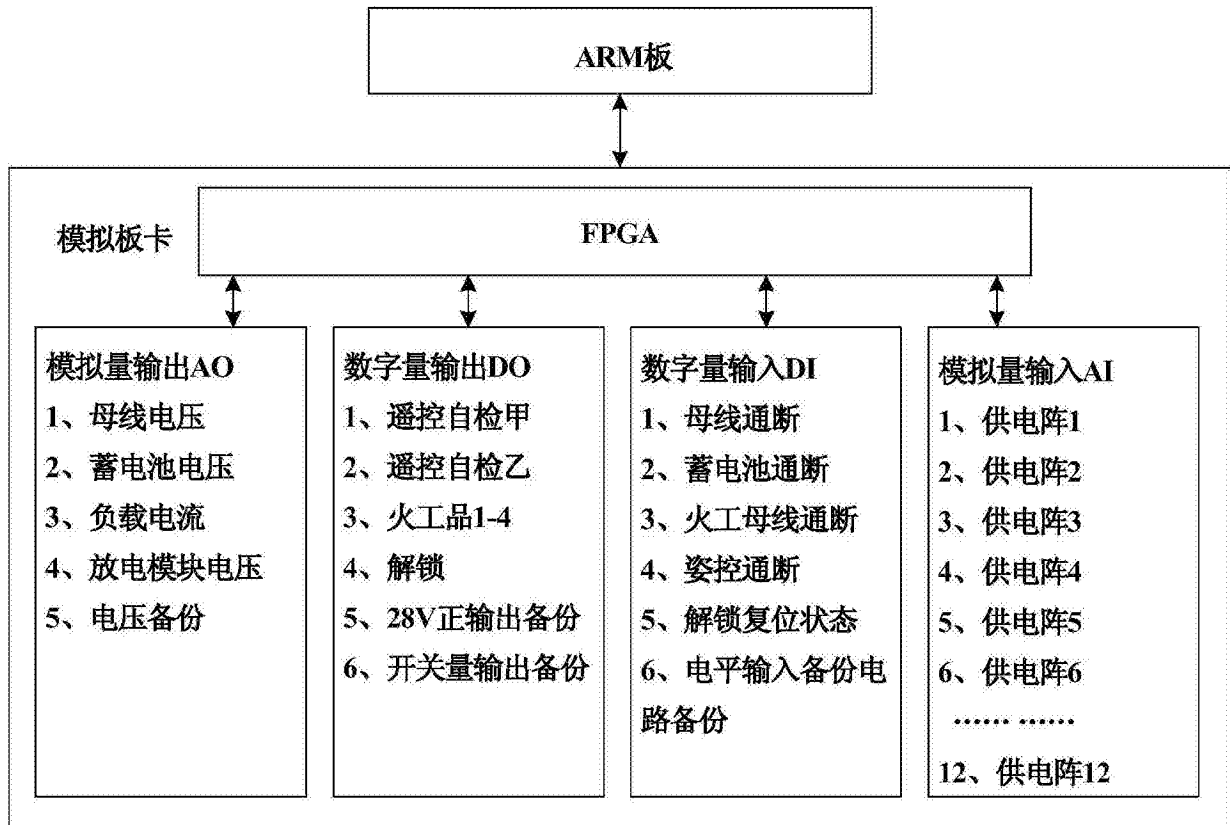 ARM板
模拟板卡
FPGA
模拟量输出AO
1、母线电压
2、蓄电池电压
3、负载电流
4、放电模块电压
5、电压备份
数字量输出DO
1、遥控自检甲
2、遥控自检乙
3、火工品1-4
4、解锁
5、28V正输出备份
6、开关量输出备份
数字量输入DI
1、母线通断
2、蓄电池通断
3、火工母线通断
4、姿控通断
5、解锁复位状态
6、电平输入备份电
路备份
模拟量输入AI
1、供电阵1
2、供电阵2
3、供电阵3
4、供电阵4
5、供电阵5
6、供电阵6
…… ……
12、供电阵12